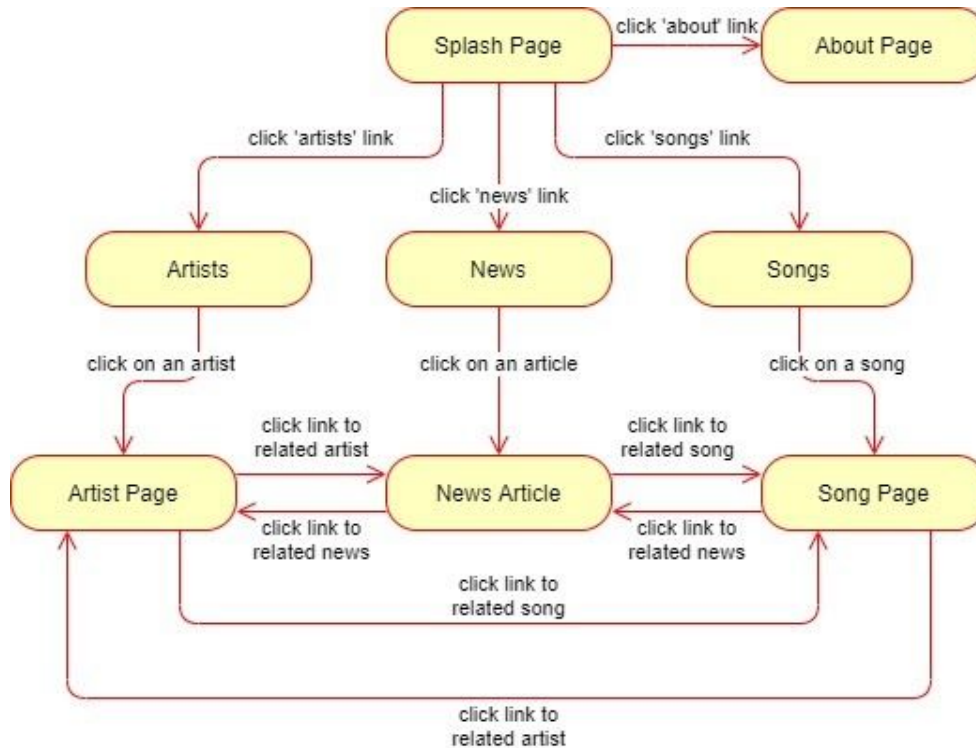 Splash Page
click 'about' link
About Page
click 'artists' link
click 'songs' link
click 'news' link
Artists
News
Songs
click on an artist
click on an article
click on a song
click link to
related artist
click link to
related song
Artist Page
News Article
Song Page
click link to
related news
click link to
related news
click link to
related song
click link to
related artist